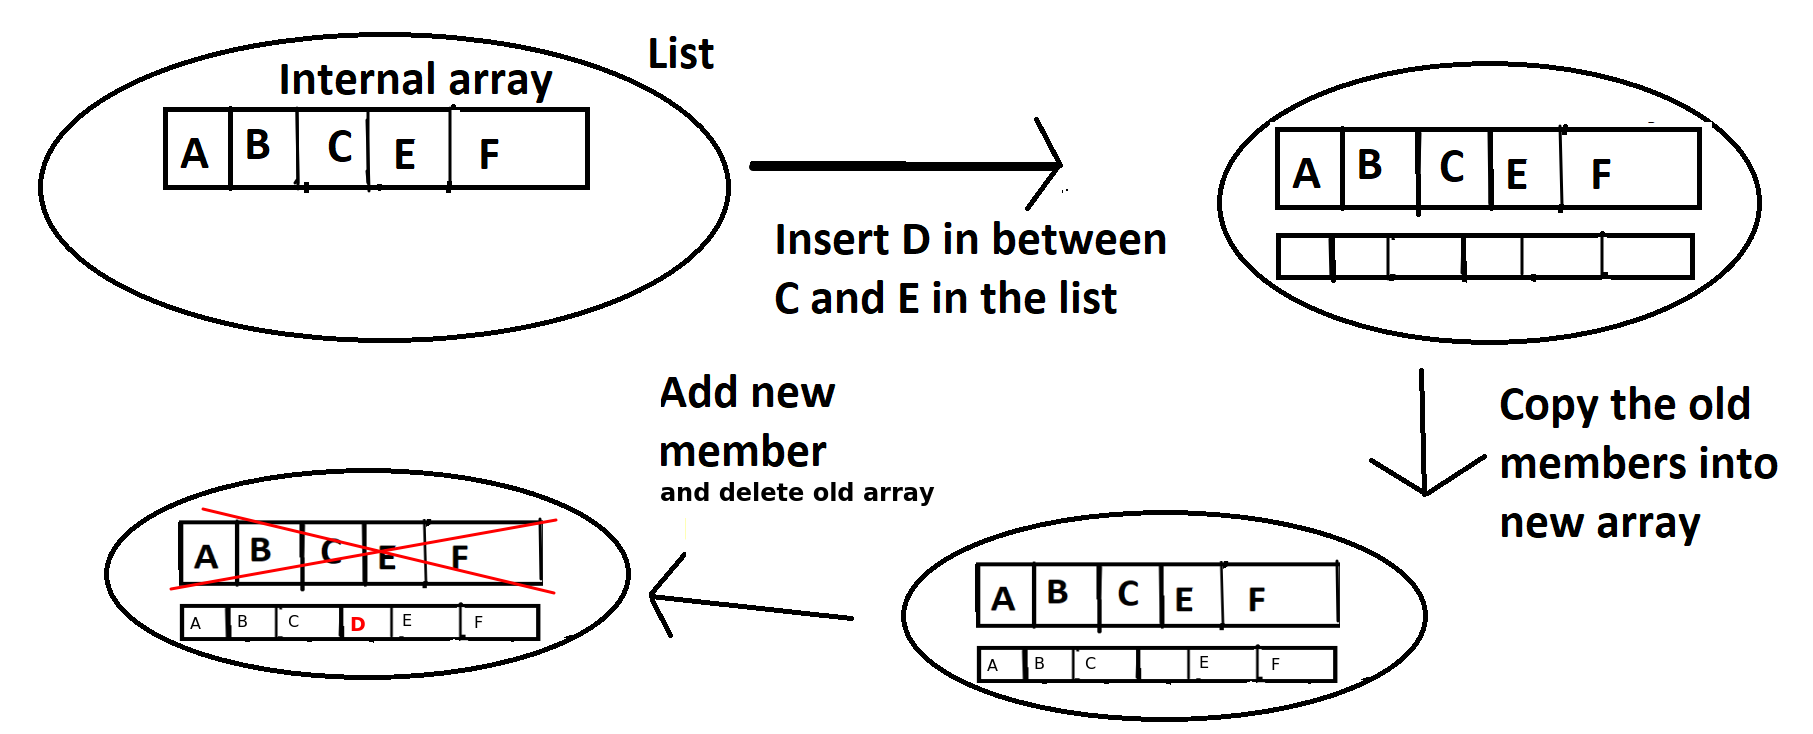 List
Internal array
A B C E F
Insert D in between
C and E in the list
A B C E F
Copy the old
members into
new array
A B C E F
A B C E F
Add new
member
and delete old array
A B C E F
A B C D E F